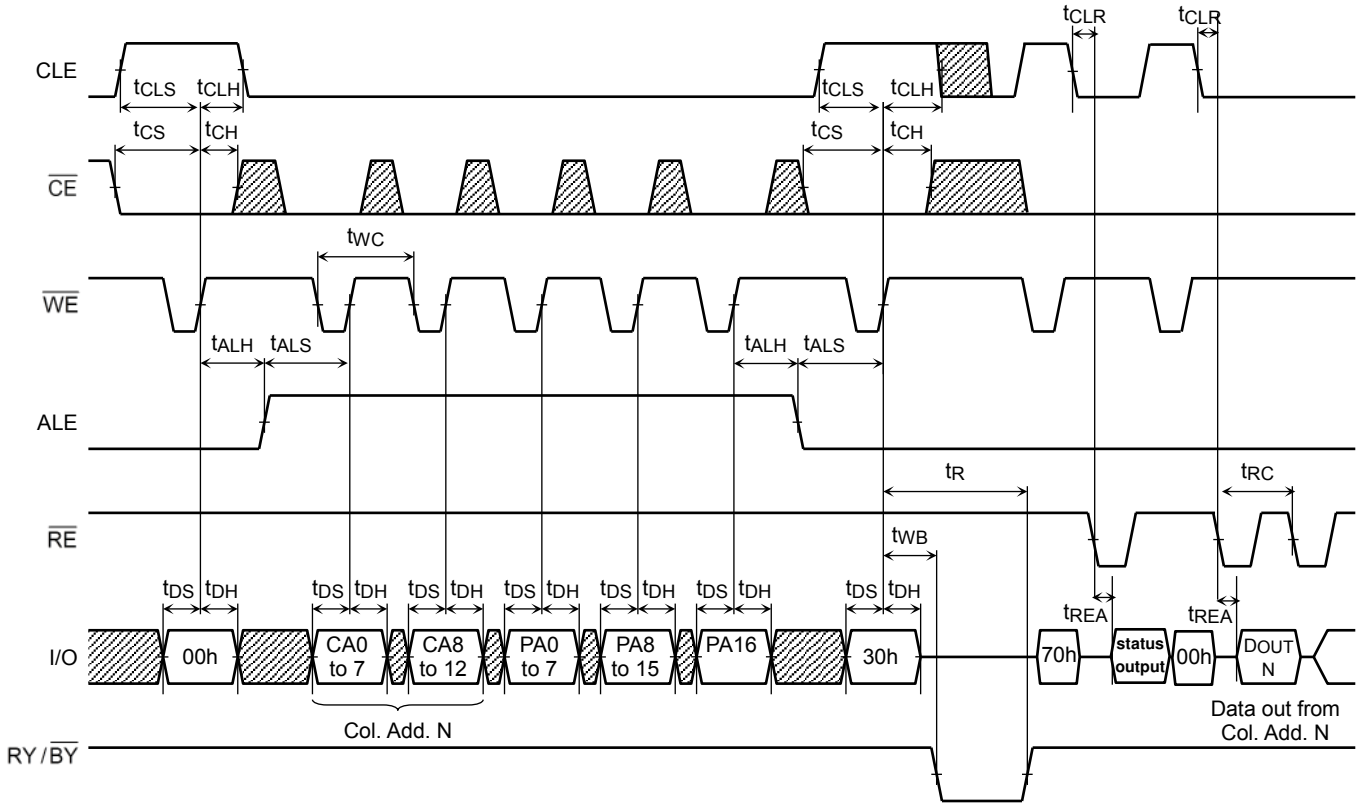 tCLR tCLR
CLE
tCLS tCLH tCLS tCLH
tCS tCH tCS tCH
CE
tWC
WE
tALH tALS tALH tALS
ALE
tR tRC
RE
tWB
tDS tDH tDS tDH tDS tDH tDS tDH tDS tDH tDS tDH tDS tDH
tREA tREA
I/O 00h CA0 to 7 CA8 to 12 PA0 to 7 PA8 to 15 PA16 30h 70h status output 00h DOUT N
Col. Add. N
Data out from
Col. Add. N
RY/BY